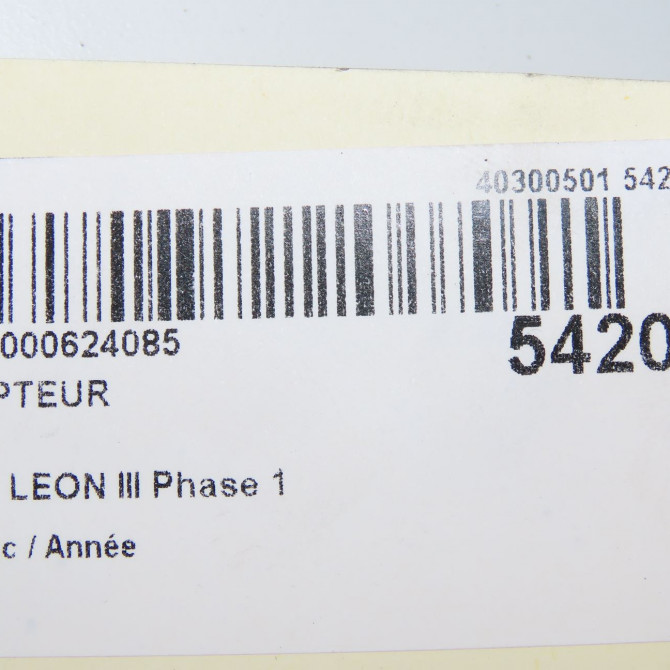 40300501 542
000624085
5420
PTEUR
LEON III Phase 1
c / Année